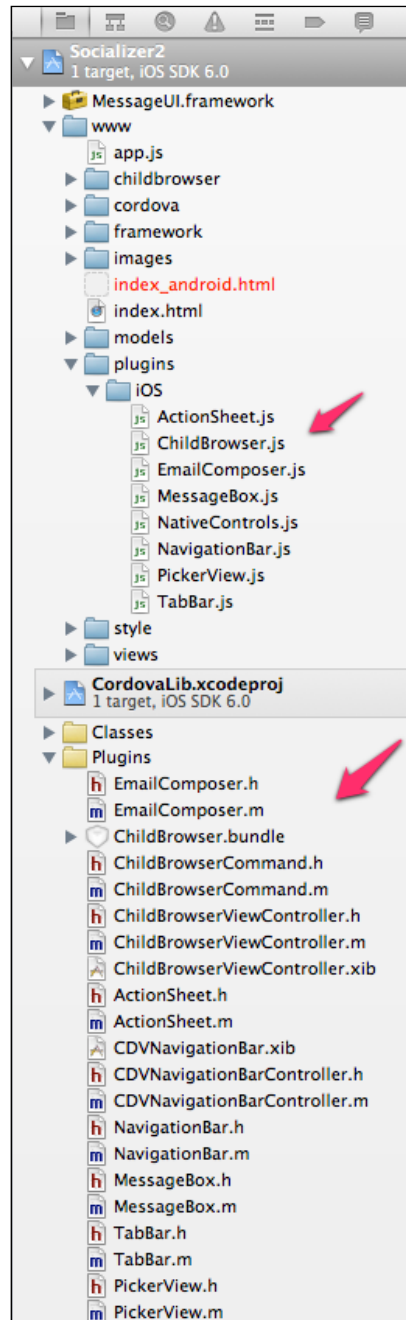 Socializer2
1 target, iOS SDK 6.0
MessageUI.framework
www
app.js
childbrowser
cordova
framework
images
index_android.html
index.html
models
plugins
iOS
ActionSheet.js
ChildBrowser.js
EmailComposer.js
MessageBox.js
NativeControls.js
NavigationBar.js
PickerView.js
TabBar.js
style
views
CordovaLib.xcodeproj
1 target, iOS SDK 6.0
Classes
Plugins
EmailComposer.h
EmailComposer.m
ChildBrowser.bundle
ChildBrowserCommand.h
ChildBrowserCommand.m
ChildBrowserViewController.h
ChildBrowserViewController.m
ChildBrowserViewController.xib
ActionSheet.h
ActionSheet.m
CDVNavigationBar.xib
CDVNavigationBarController.h
CDVNavigationBarController.m
NavigationBar.h
NavigationBar.m
MessageBox.h
MessageBox.m
TabBar.h
TabBar.m
PickerView.h
PickerView.m